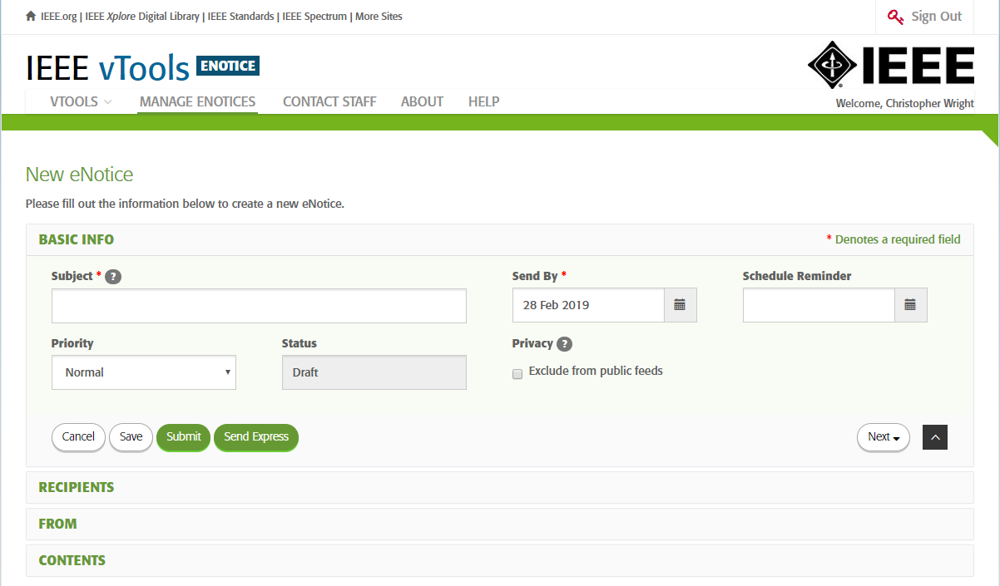 IEEE.org | IEEE Xplore Digital Library | IEEE Standards | IEEE Spectrum | More Sites
Sign Out
IEEE vTools ENOTICE
IEEE
VTOOLS MANAGE ENOTICES CONTACT STAFF ABOUT HELP
Welcome, Christopher Wright
New eNotice
Please fill out the information below to create a new eNotice.
BASIC INFO * Denotes a required field
Subject * ? Send By * Schedule Reminder
28 Feb 2019
Priority Status Privacy ?
Normal Draft Exclude from public feeds
Cancel Save Submit Send Express Next
RECIPIENTS
FROM
CONTENTS